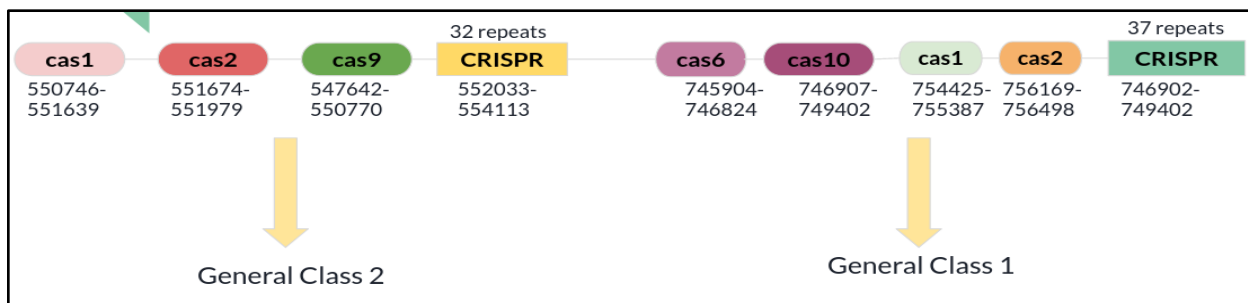 32 repeats
37 repeats
cas1 cas2 cas9 CRISPR cas6 cas10 cas1 cas2 CRISPR
550746- 551674- 547642- 552033- 745904- 746907- 754425- 756169- 746902-
551639 551979 550770 554113 746824 749402 755387 756498 749402
General Class 2
General Class 1